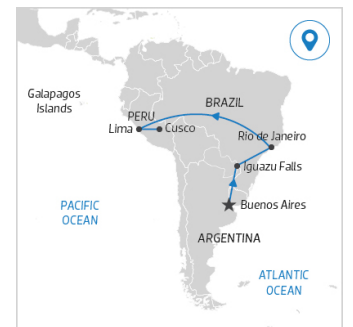 Galapagos
Islands
BRAZIL
PERU
Lima
Cusco
Rio de Janeiro
Iguazu Falls
PACIFIC
OCEAN
Buenos Aires
ARGENTINA
ATLANTIC
OCEAN